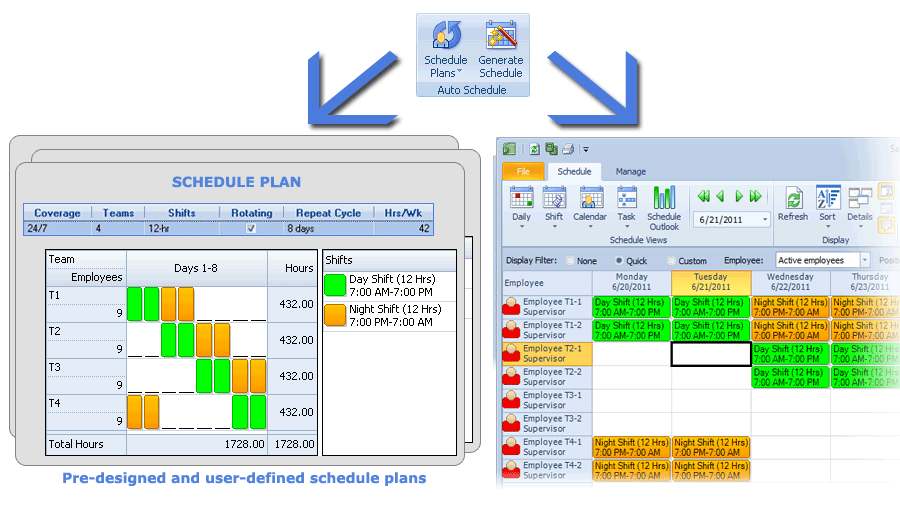 Schedule Plans
Generate Schedule
Auto Schedule
SCHEDULE PLAN
Coverage Teams Shifts Rotating Repeat Cycle Hrs/Wk
24/7 4 12-hr 8 days 42
Team
Employees
Days 1-8
Hours
T1
9
432.00
T2
9
432.00
T3
9
432.00
T4
9
432.00
Total Hours 1728.00 1728.00
Shifts
Day Shift (12 Hrs)
7:00 AM-7:00 PM
Night Shift (12 Hrs)
7:00 PM-7:00 AM
Pre-designed and user-defined schedule plans
File Schedule Manage
Daily Shift Calendar Task Schedule Outlook
6/21/2011
Refresh Sort Details
Schedule Views Display
Display Filter: None Quick Custom Employee: Active employees
Employee
Monday 6/20/2011
Tuesday 6/21/2011
Wednesday 6/22/2011
Thursday 6/23/2011
Employee T1-1 Day Shift (12 Hrs) Day Shift (12 Hrs) Night Shift (12 Hrs) Night Shift (12
Supervisor 7:00 AM-7:00 PM 7:00 AM-7:00 PM 7:00 PM-7:00 AM 7:00 PM-7:00
Employee T1-2 Day Shift (12 Hrs) Day Shift (12 Hrs) Night Shift (12 Hrs) Night Shift (12
Supervisor 7:00 AM-7:00 PM 7:00 AM-7:00 PM 7:00 PM-7:00 AM 7:00 PM-7:00
Employee T2-1 Day Shift (12 Hrs) Day Shift (12
Supervisor 7:00 AM-7:00 PM 7:00 AM-7:00
Employee T2-2 Day Shift (12 Hrs) Day Shift (12
Supervisor 7:00 AM-7:00 PM 7:00 AM-7:00
Employee T3-1
Supervisor
Employee T3-2
Supervisor
Employee T4-1 Night Shift (12 Hrs) Night Shift (12 Hrs)
Supervisor 7:00 PM-7:00 AM 7:00 PM-7:00 AM
Employee T4-2 Night Shift (12 Hrs) Night Shift (12 Hrs)
Supervisor 7:00 PM-7:00 AM 7:00 PM-7:00 AM